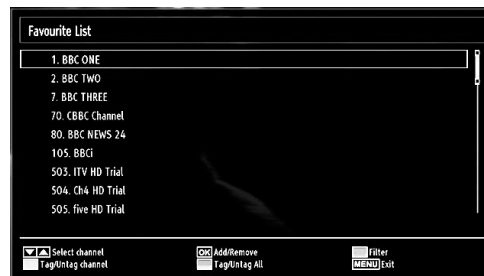 Favourite List
1. BBC ONE
2. BBC TWO
7. BBC THREE
70. CBBC Channel
80. BBC NEWS 24
105. BBCi
503. ITV HD Trial
504. Ch4 HD Trial
505. five HD Trial
Select channel OK Add/Remove Filter
Tag/Untag channel Tag/Untag All MENU Exit